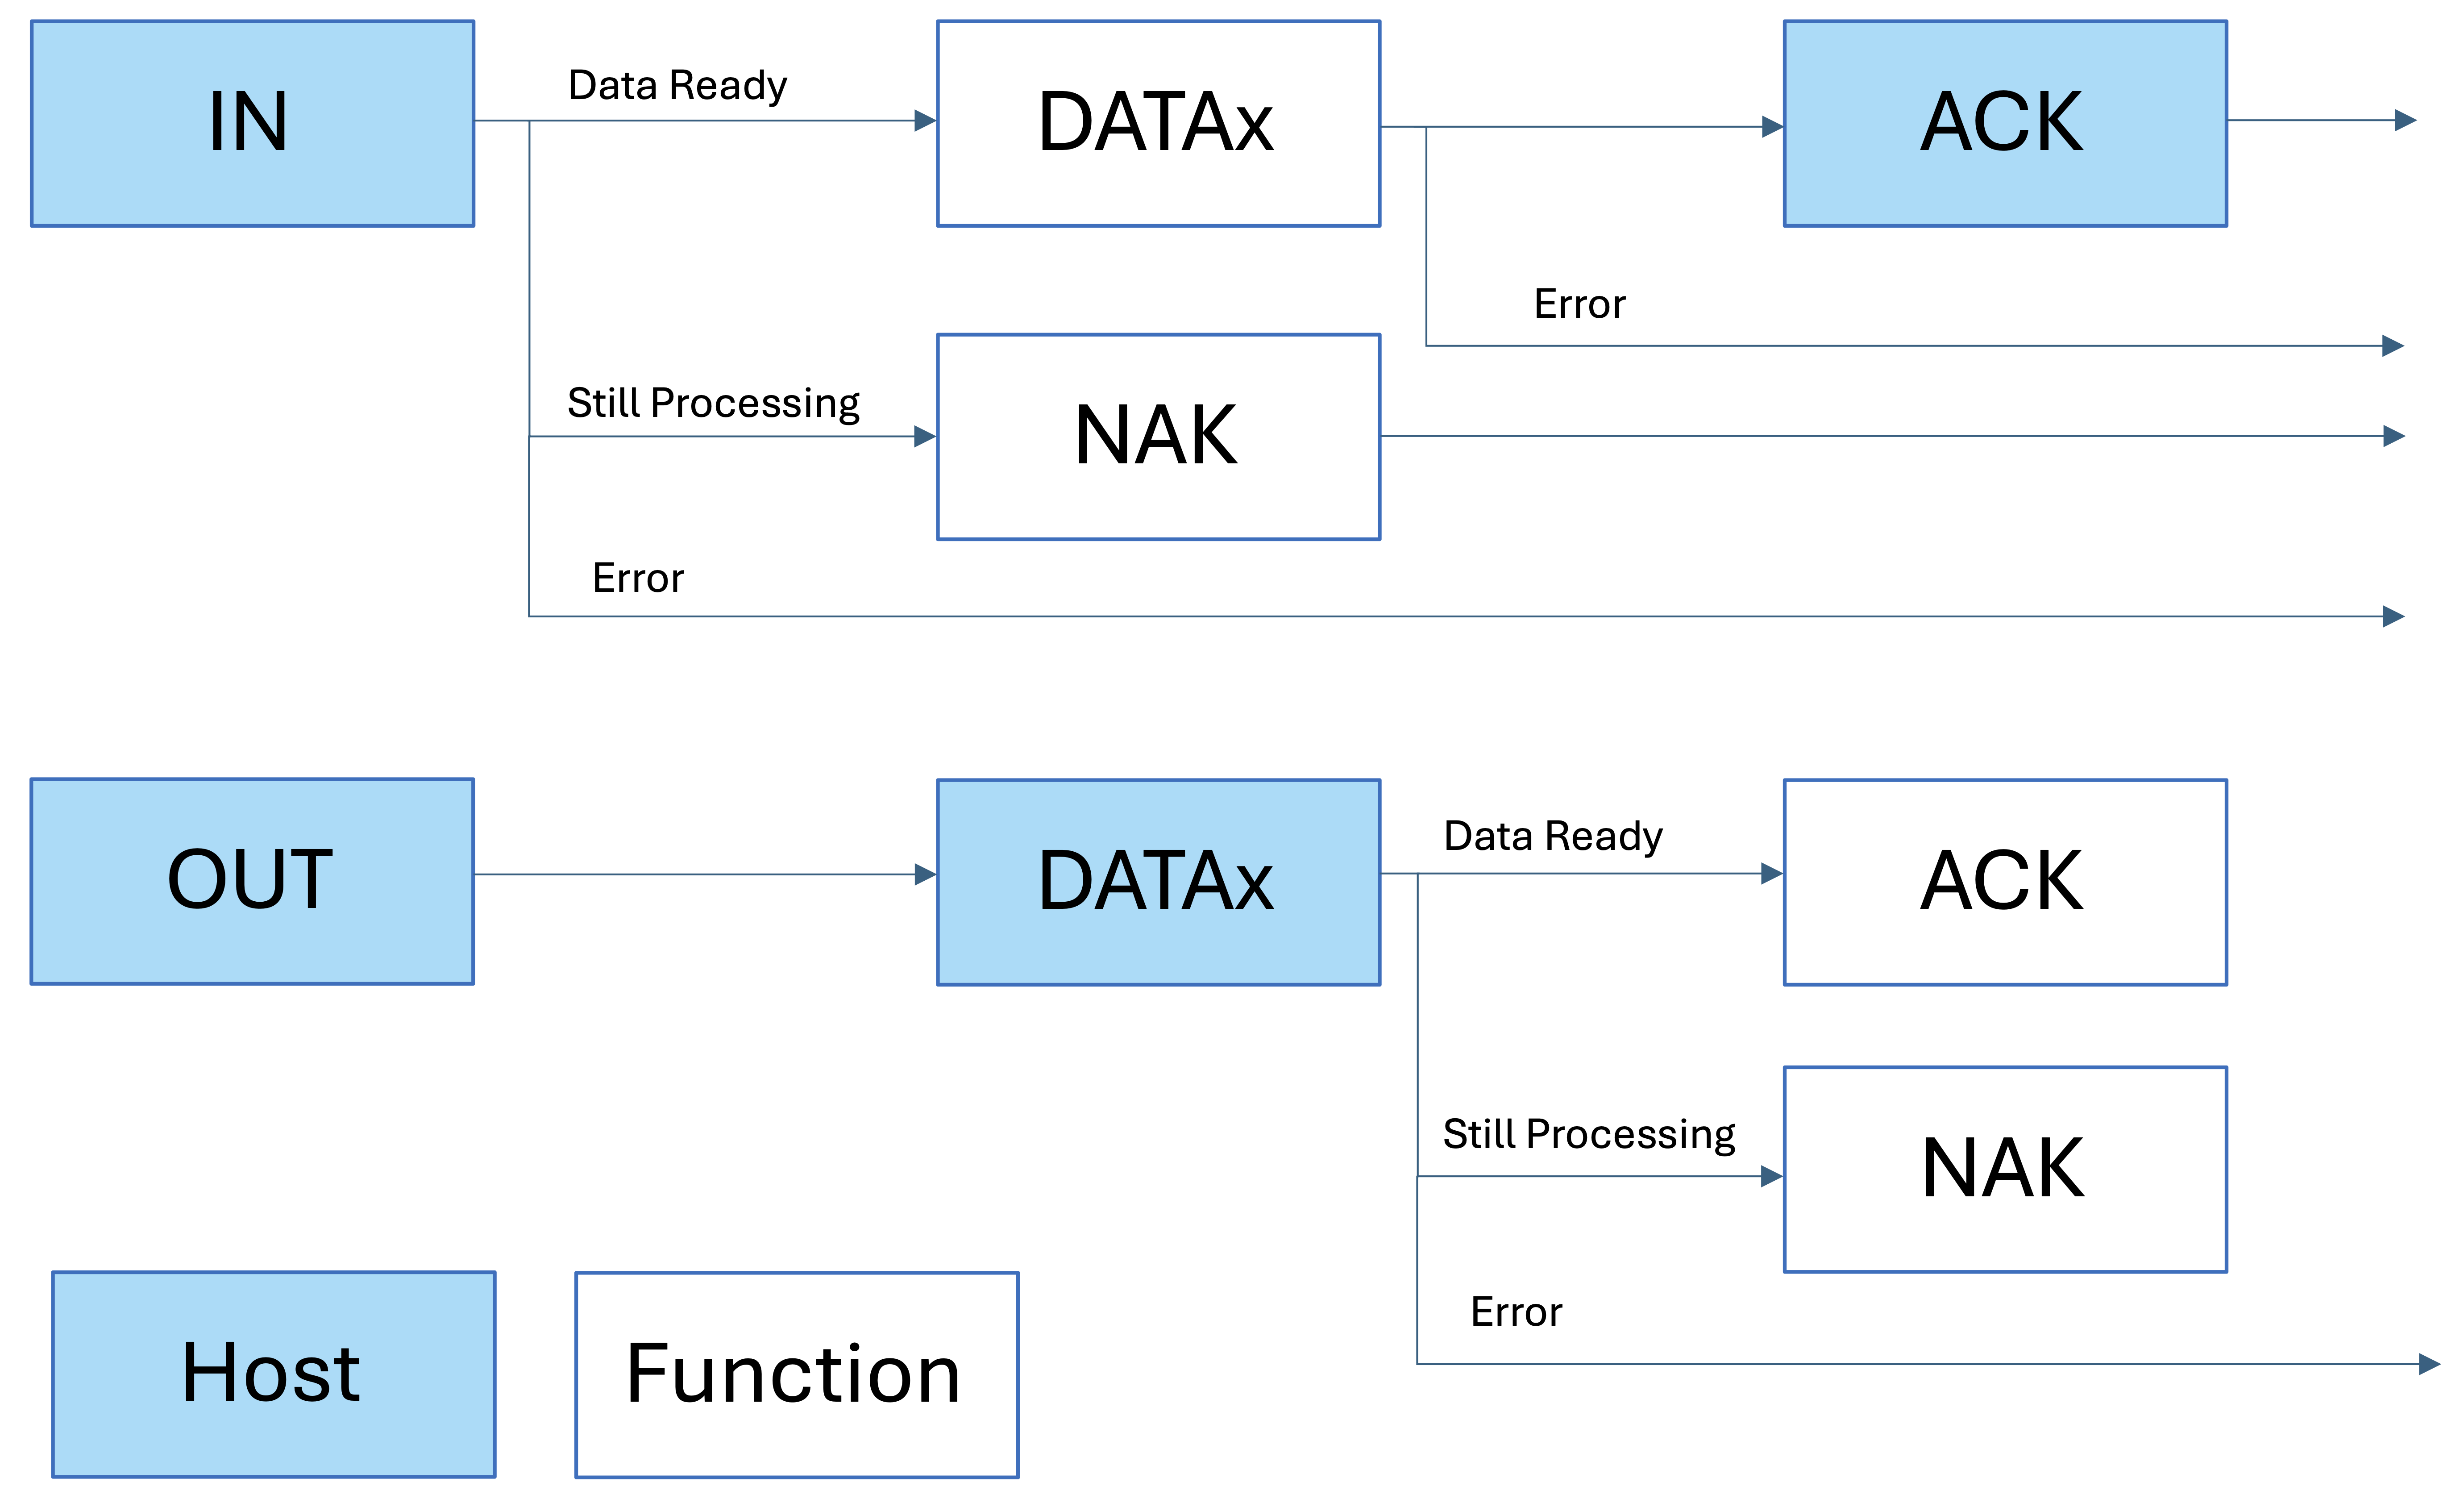 IN
Data Ready
DATAx
ACK
Error
Still Processing
NAK
Error
OUT
DATAx
Data Ready
ACK
Still Processing
NAK
Error
Host
Function